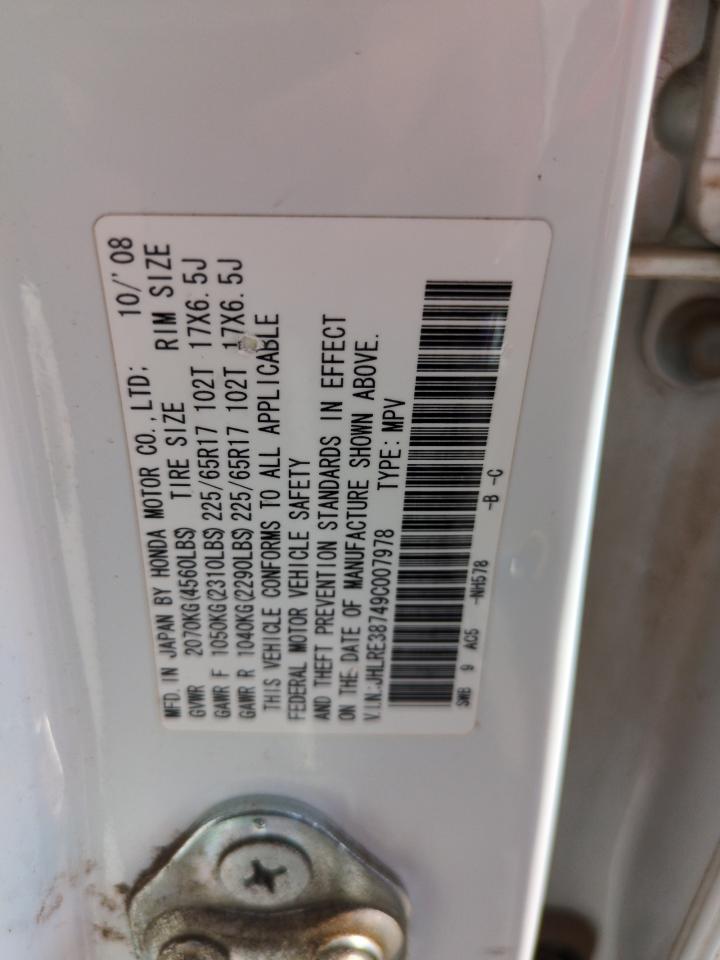 MFD. IN JAPAN BY HONDA MOTOR CO., LTD; 10/'08
GVWR 2070KG(4560LBS) TIRE SIZE RIM SIZE
GAWR F 1050KG(2310LBS) 225/65R17 102T 17X6.5J
GAWR R 1040KG(2290LBS) 225/65R17 102T 17X6.5J
THIS VEHICLE CONFORMS TO ALL APPLICABLE
FEDERAL MOTOR VEHICLE SAFETY
AND THEFT PREVENTION STANDARDS IN EFFECT
ON THE DATE OF MANUFACTURE SHOWN ABOVE.
V.I.N:JHLRE38749C007978 TYPE: MPV
SWB 9 AC5 -NH578 -B -C